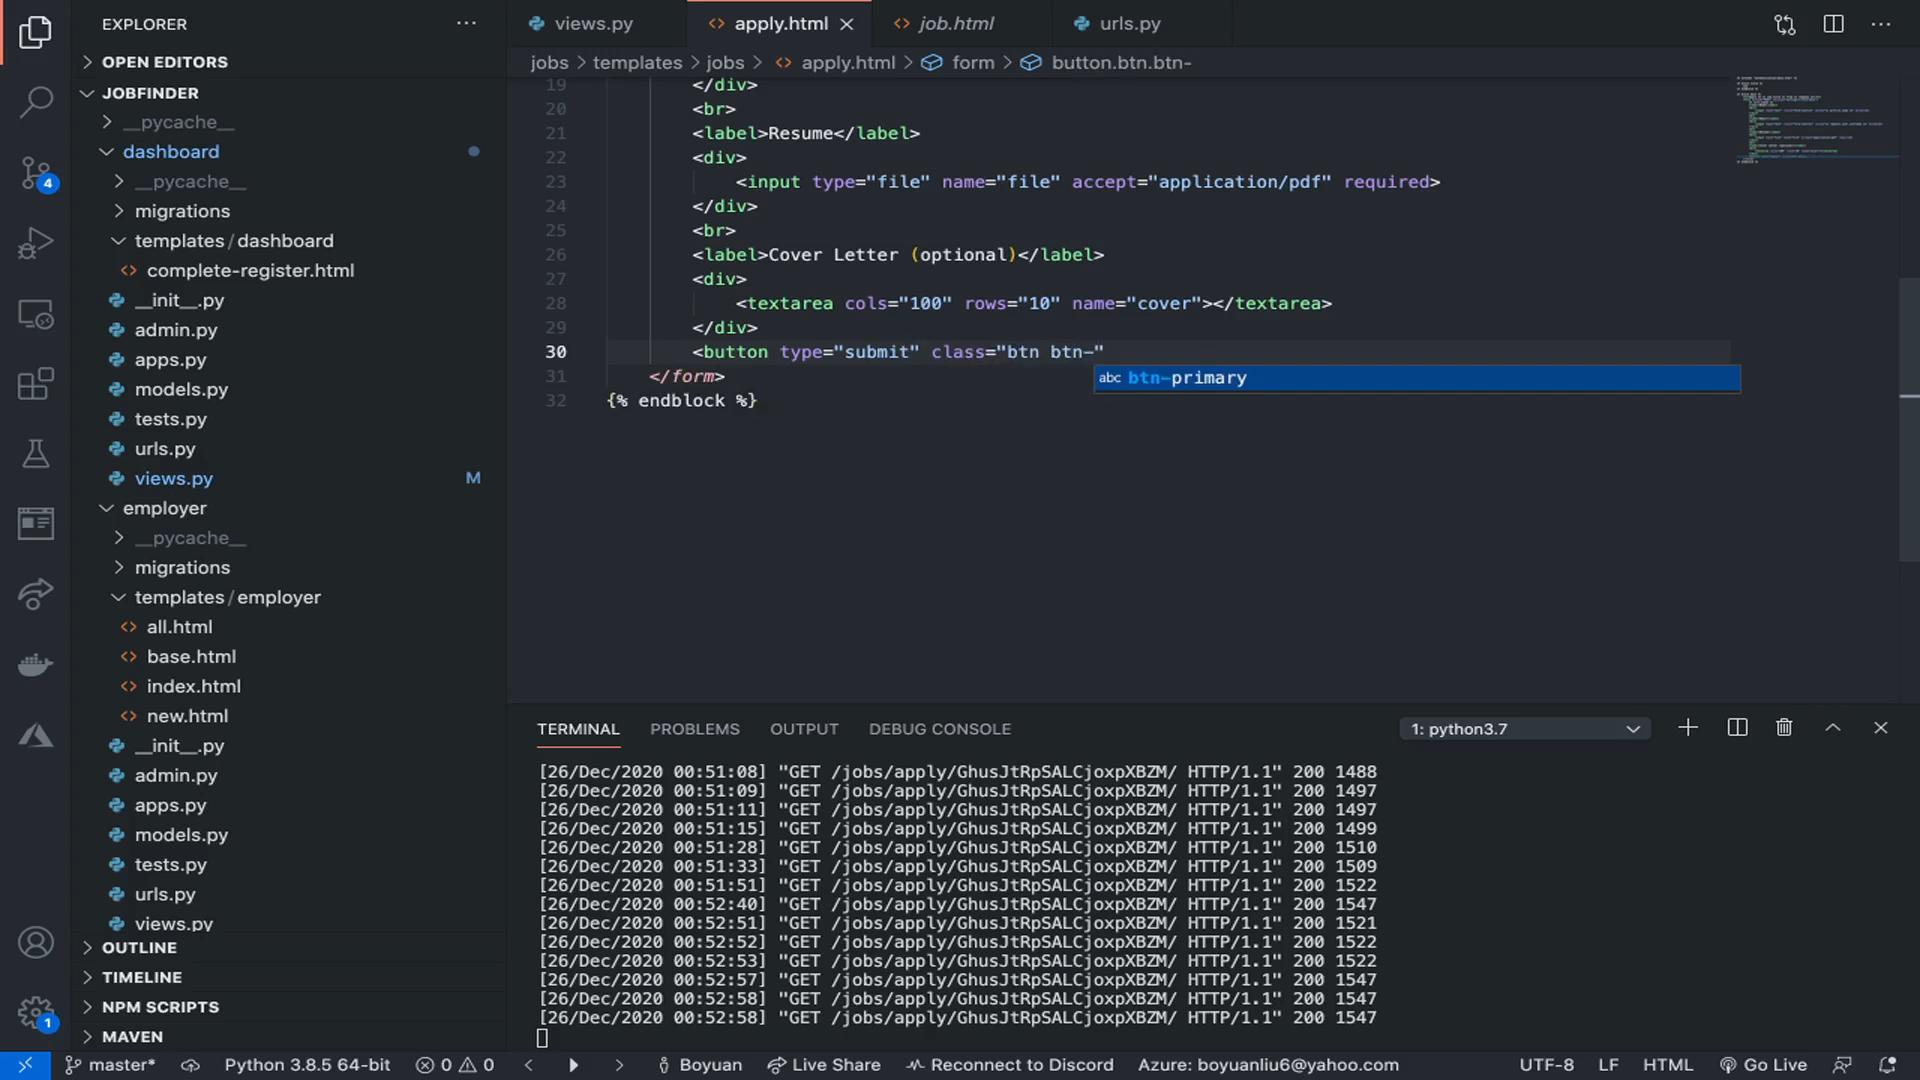 EXPLORER
OPEN EDITORS
JOBFINDER
__pycache__
dashboard
__pycache__
migrations
templates/dashboard
complete-register.html
__init__.py
admin.py
apps.py
models.py
tests.py
urls.py
views.py M
employer
__pycache__
migrations
templates/employer
all.html
base.html
index.html
new.html
__init__.py
admin.py
apps.py
models.py
tests.py
urls.py
views.py
OUTLINE
TIMELINE
NPM SCRIPTS
MAVEN
4
1
views.py apply.html job.html urls.py
jobs > templates > jobs > apply.html > form > button.btn.btn-
19 </div>
20 <br>
21 <label>Resume</label>
22 <div>
23 <input type="file" name="file" accept="application/pdf" required>
24 </div>
25 <br>
26 <label>Cover Letter (optional)</label>
27 <div>
28 <textarea cols="100" rows="10" name="cover"></textarea>
29 </div>
30 <button type="submit" class="btn btn-"
abc btn-primary
31 </form>
32 {% endblock %}
TERMINAL PROBLEMS OUTPUT DEBUG CONSOLE 1: python3.7
[26/Dec/2020 00:51:08] "GET /jobs/apply/GhusJtRpSALCjoxpXBZM/ HTTP/1.1" 200 1488
[26/Dec/2020 00:51:09] "GET /jobs/apply/GhusJtRpSALCjoxpXBZM/ HTTP/1.1" 200 1497
[26/Dec/2020 00:51:11] "GET /jobs/apply/GhusJtRpSALCjoxpXBZM/ HTTP/1.1" 200 1497
[26/Dec/2020 00:51:15] "GET /jobs/apply/GhusJtRpSALCjoxpXBZM/ HTTP/1.1" 200 1499
[26/Dec/2020 00:51:28] "GET /jobs/apply/GhusJtRpSALCjoxpXBZM/ HTTP/1.1" 200 1510
[26/Dec/2020 00:51:33] "GET /jobs/apply/GhusJtRpSALCjoxpXBZM/ HTTP/1.1" 200 1509
[26/Dec/2020 00:51:51] "GET /jobs/apply/GhusJtRpSALCjoxpXBZM/ HTTP/1.1" 200 1522
[26/Dec/2020 00:52:40] "GET /jobs/apply/GhusJtRpSALCjoxpXBZM/ HTTP/1.1" 200 1547
[26/Dec/2020 00:52:51] "GET /jobs/apply/GhusJtRpSALCjoxpXBZM/ HTTP/1.1" 200 1521
[26/Dec/2020 00:52:52] "GET /jobs/apply/GhusJtRpSALCjoxpXBZM/ HTTP/1.1" 200 1522
[26/Dec/2020 00:52:53] "GET /jobs/apply/GhusJtRpSALCjoxpXBZM/ HTTP/1.1" 200 1522
[26/Dec/2020 00:52:57] "GET /jobs/apply/GhusJtRpSALCjoxpXBZM/ HTTP/1.1" 200 1547
[26/Dec/2020 00:52:58] "GET /jobs/apply/GhusJtRpSALCjoxpXBZM/ HTTP/1.1" 200 1547
[26/Dec/2020 00:52:58] "GET /jobs/apply/GhusJtRpSALCjoxpXBZM/ HTTP/1.1" 200 1547
master* Python 3.8.5 64-bit 0 0 Boyuan Live Share Reconnect to Discord Azure: boyuanliu6@yahoo.com UTF-8 LF HTML Go Live